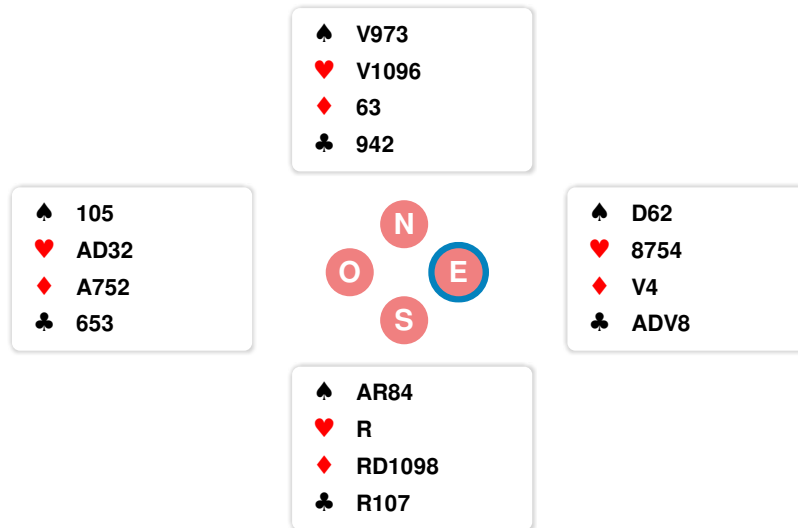 ♠ V973
♥ V1096
♦ 63
♣ 942
♠ 105
♥ AD32
♦ A752
♣ 653
N
O E
S
♠ D62
♥ 8754
♦ V4
♣ ADV8
♠ AR84
♥ R
♦ RD1098
♣ R107